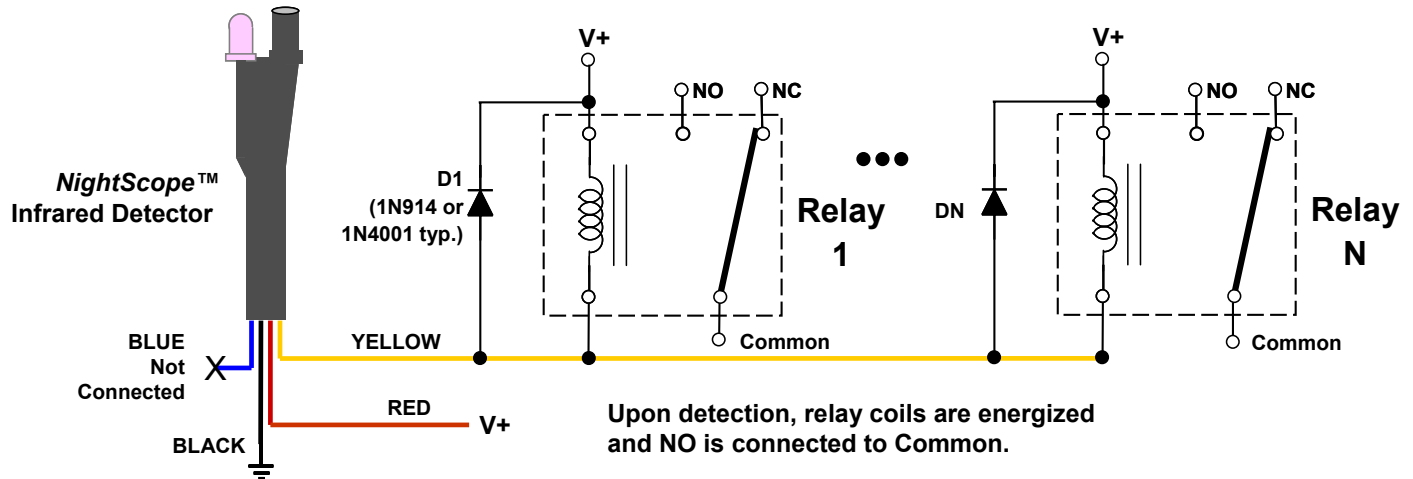 NightScope™
Infrared Detector
BLUE
Not
Connected
X
BLACK
RED
V+
YELLOW
D1
(1N914 or
1N4001 typ.)
V+
NO
NC
Relay
1
Common
DN
V+
NO
NC
Relay
N
Common
Upon detection, relay coils are energized
and NO is connected to Common.